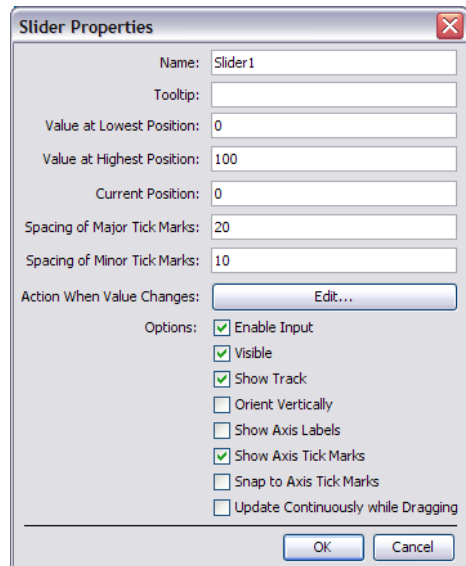 Slider Properties
Name: Slider1
Tooltip:
Value at Lowest Position: 0
Value at Highest Position: 100
Current Position: 0
Spacing of Major Tick Marks: 20
Spacing of Minor Tick Marks: 10
Action When Value Changes: Edit...
Options: Enable Input
Visible
Show Track
Orient Vertically
Show Axis Labels
Show Axis Tick Marks
Snap to Axis Tick Marks
Update Continuously while Dragging
OK Cancel